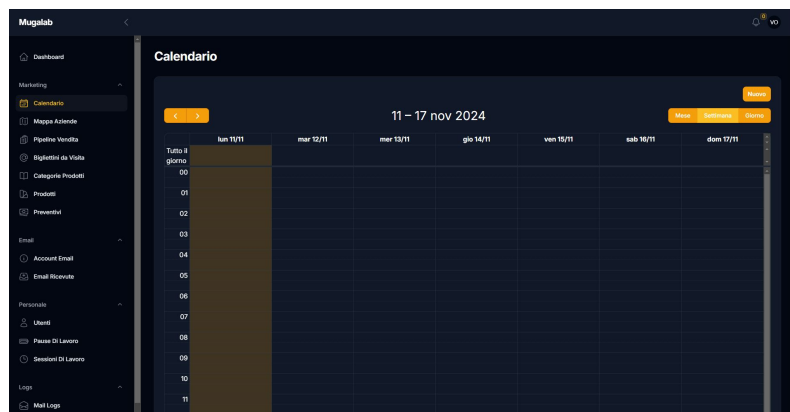 Mugalab
0
VO
Dashboard
Marketing
Calendario
Mappa Aziende
Pipeline Vendita
Bigliettini da Visita
Categorie Prodotti
Prodotti
Preventivi
Email
Account Email
Email Ricevute
Personale
Utenti
Pause Di Lavoro
Sessioni Di Lavoro
Logs
Mail Logs
Calendario
Nuovo
11 – 17 nov 2024
Mese Settimana Giorno
lun 11/11 mar 12/11 mer 13/11 gio 14/11 ven 15/11 sab 16/11 dom 17/11
Tutto il
giorno
00
01
02
03
04
05
06
07
08
09
10
11